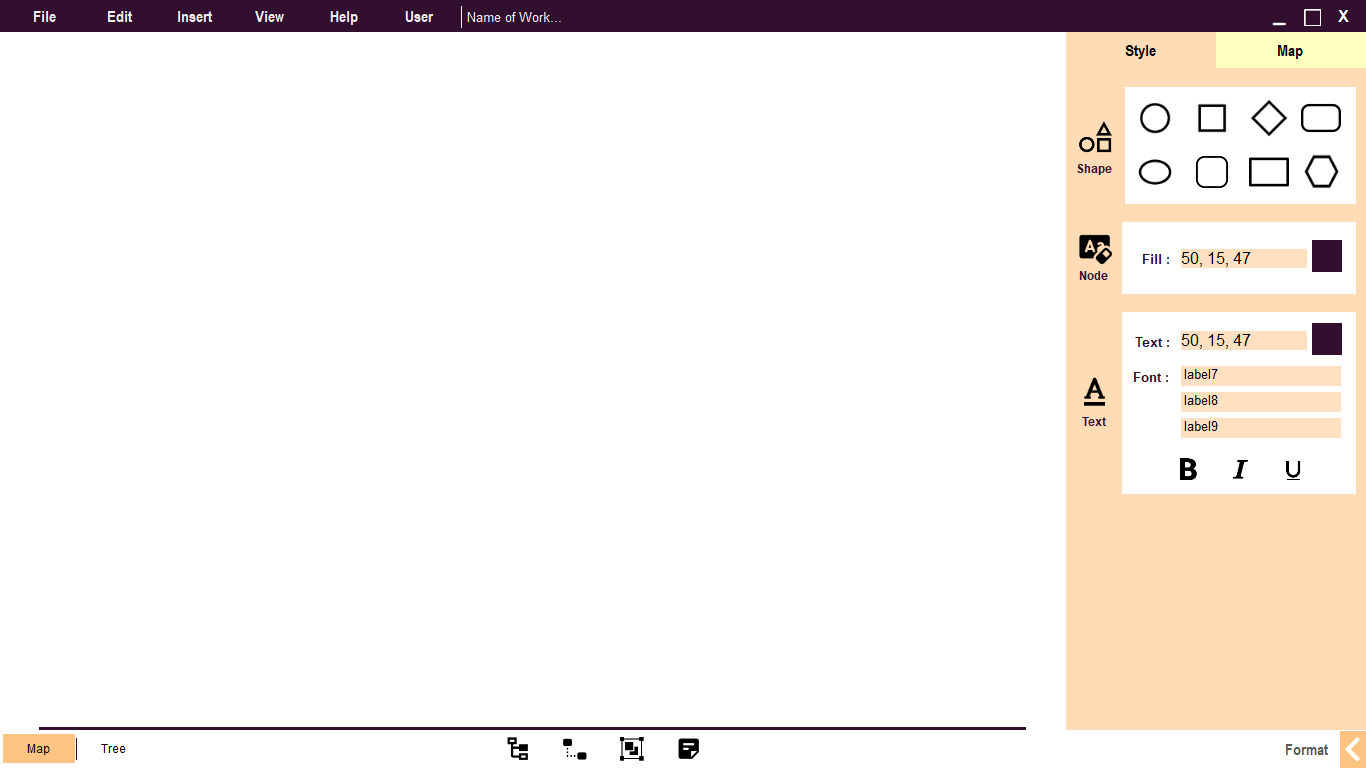 File Edit Insert View Help User Name of Work... X
Style Map
Shape
Node
Fill : 50, 15, 47
Text : 50, 15, 47
Font : label7
label8
label9
Text
B I U
Map Tree Format